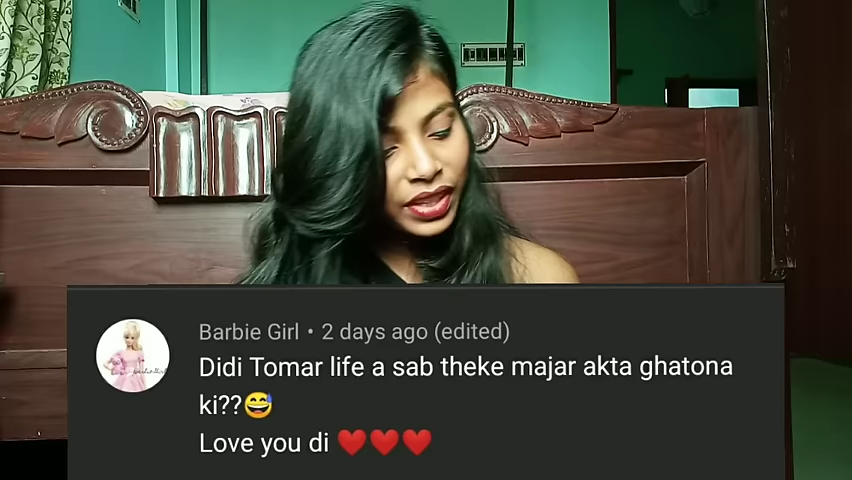 Barbie Girl • 2 days ago (edited)
Didi Tomar life a sab theke majar akta ghatona
ki??😅
Love you di ❤️❤️❤️